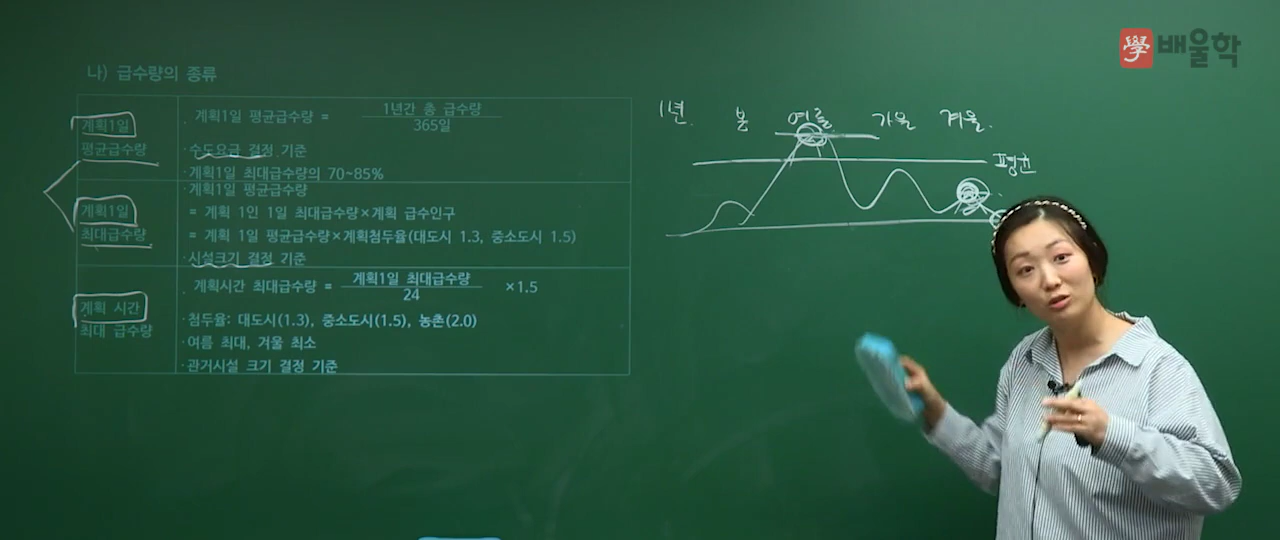 學 배울학
나) 급수량의 종류
계획1일
평균급수량
· 계획1일 평균급수량 = 1년간 총 급수량 / 365일
· 수도요금 결정 기준
· 계획1일 최대급수량의 70~85%
계획1일
최대급수량
· 계획1일 평균급수량
= 계획 1인 1일 최대급수량×계획 급수인구
= 계획 1일 평균급수량×계획첨두율(대도시 1.3, 중소도시 1.5)
· 시설크기 결정 기준
계획 시간
최대 급수량
· 계획시간 최대급수량 = 계획1일 최대급수량 / 24 ×1.5
· 첨두율: 대도시(1.3), 중소도시(1.5), 농촌(2.0)
· 여름 최대, 겨울 최소
· 관거시설 크기 결정 기준
1년 봄 여름 가을 겨울.
평균